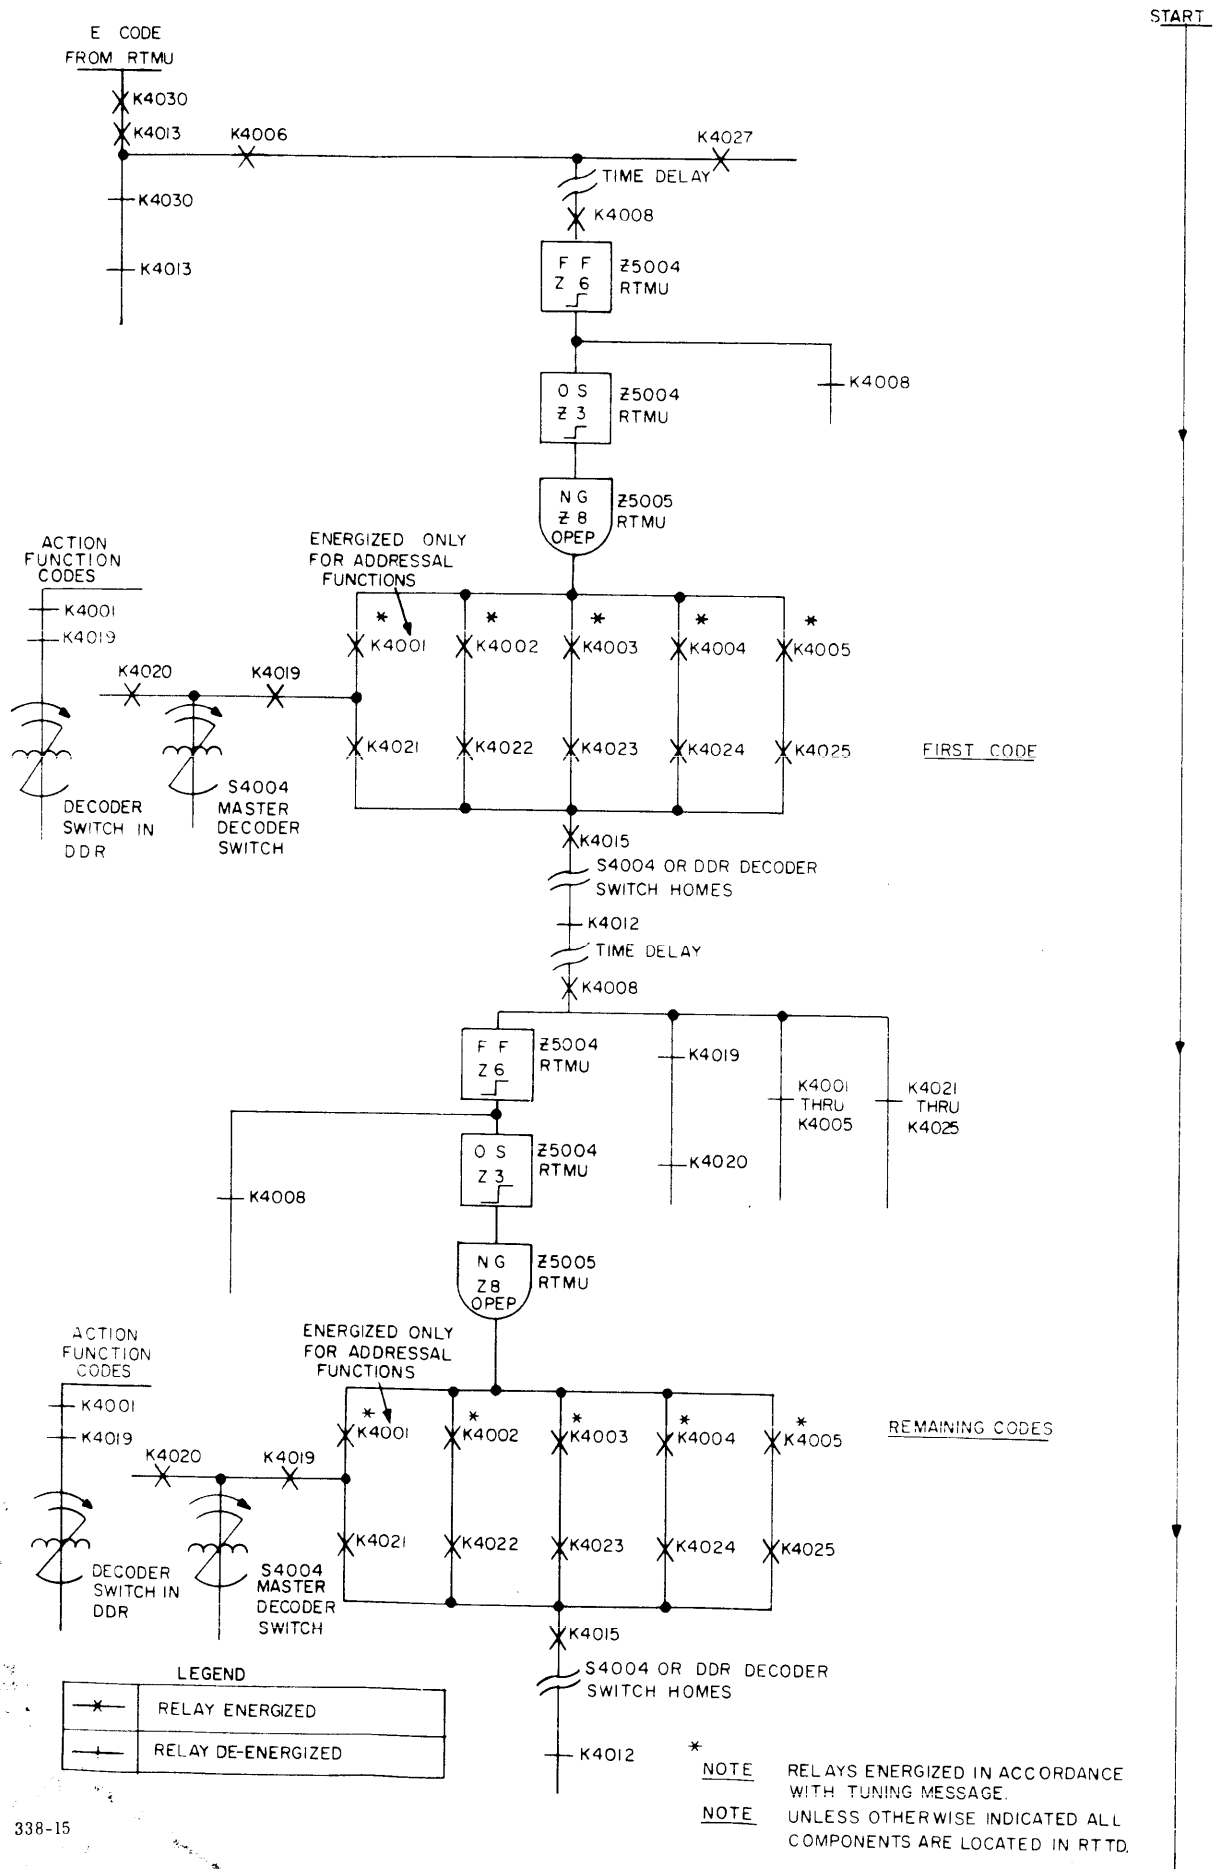 START
E CODE
FROM RTMU
K4030
K4013
K4006
K4027
TIME DELAY
K4030
K4008
K4013
F F
Z 6
Z5004
RTMU
K4008
O S
Z 3
Z5004
RTMU
N G
Z 8
OPEP
Z5005
RTMU
ACTION
FUNCTION
CODES
ENERGIZED ONLY
FOR ADDRESSAL
FUNCTIONS
K4001
K4019
* * * * *
K4001 K4002 K4003 K4004 K4005
K4020 K4019
K4021 K4022 K4023 K4024 K4025
FIRST CODE
DECODER
SWITCH IN
DDR
S4004
MASTER
DECODER
SWITCH
K4015
S4004 OR DDR DECODER
SWITCH HOMES
K4012
TIME DELAY
K4008
F F
Z 6
Z5004
RTMU
K4019
K4001
THRU
K4005
K4021
THRU
K4025
O S
Z 3
Z5004
RTMU
K4020
K4008
N G
Z8
OPEP
Z5005
RTMU
ACTION
FUNCTION
CODES
ENERGIZED ONLY
FOR ADDRESSAL
FUNCTIONS
K4001
K4019
* * * * *
K4001 K4002 K4003 K4004 K4005
REMAINING CODES
K4020 K4019
K4021 K4022 K4023 K4024 K4025
DECODER
SWITCH IN
DDR
S4004
MASTER
DECODER
SWITCH
K4015
S4004 OR DDR DECODER
SWITCH HOMES
K4012
LEGEND
RELAY ENERGIZED
RELAY DE-ENERGIZED
*
NOTE RELAYS ENERGIZED IN ACCORDANCE
WITH TUNING MESSAGE.
NOTE UNLESS OTHERWISE INDICATED ALL
COMPONENTS ARE LOCATED IN RTTD.
338-15